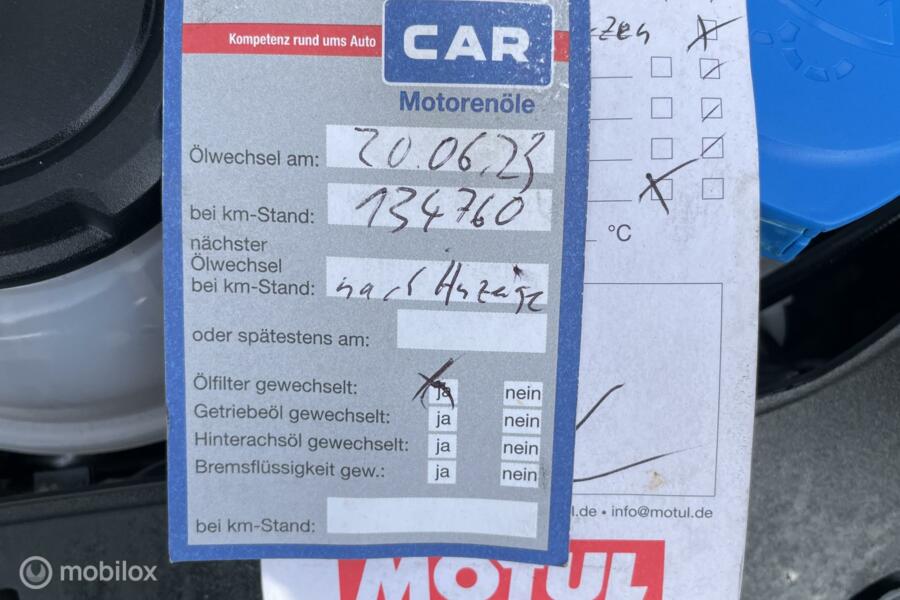 Kompetenz rund ums Auto
CAR
Motorenöle
Ölwechsel am: 20.06.23
bei km-Stand: 134760
nächster
Ölwechsel
bei km-Stand: nach Anzeige
oder spätestens am:
Ölfilter gewechselt: ja nein
Getriebeöl gewechselt: ja nein
Hinterachsöl gewechselt: ja nein
Bremsflüssigkeit gew.: ja nein
bei km-Stand:
°C
l.de • info@motul.de
MOTUL
mobilox